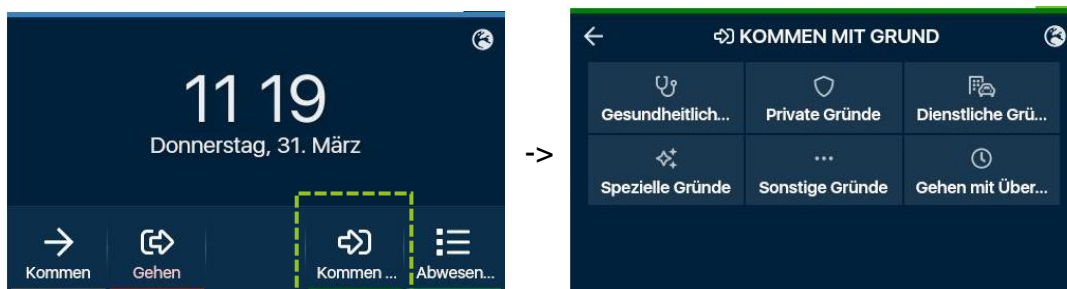 11 19
Donnerstag, 31. März
Kommen
Gehen
Kommen ...
Abwesen...
->
KOMMEN MIT GRUND
Gesundheitlich...
Private Gründe
Dienstliche Grü...
Spezielle Gründe
Sonstige Gründe
Gehen mit Über...